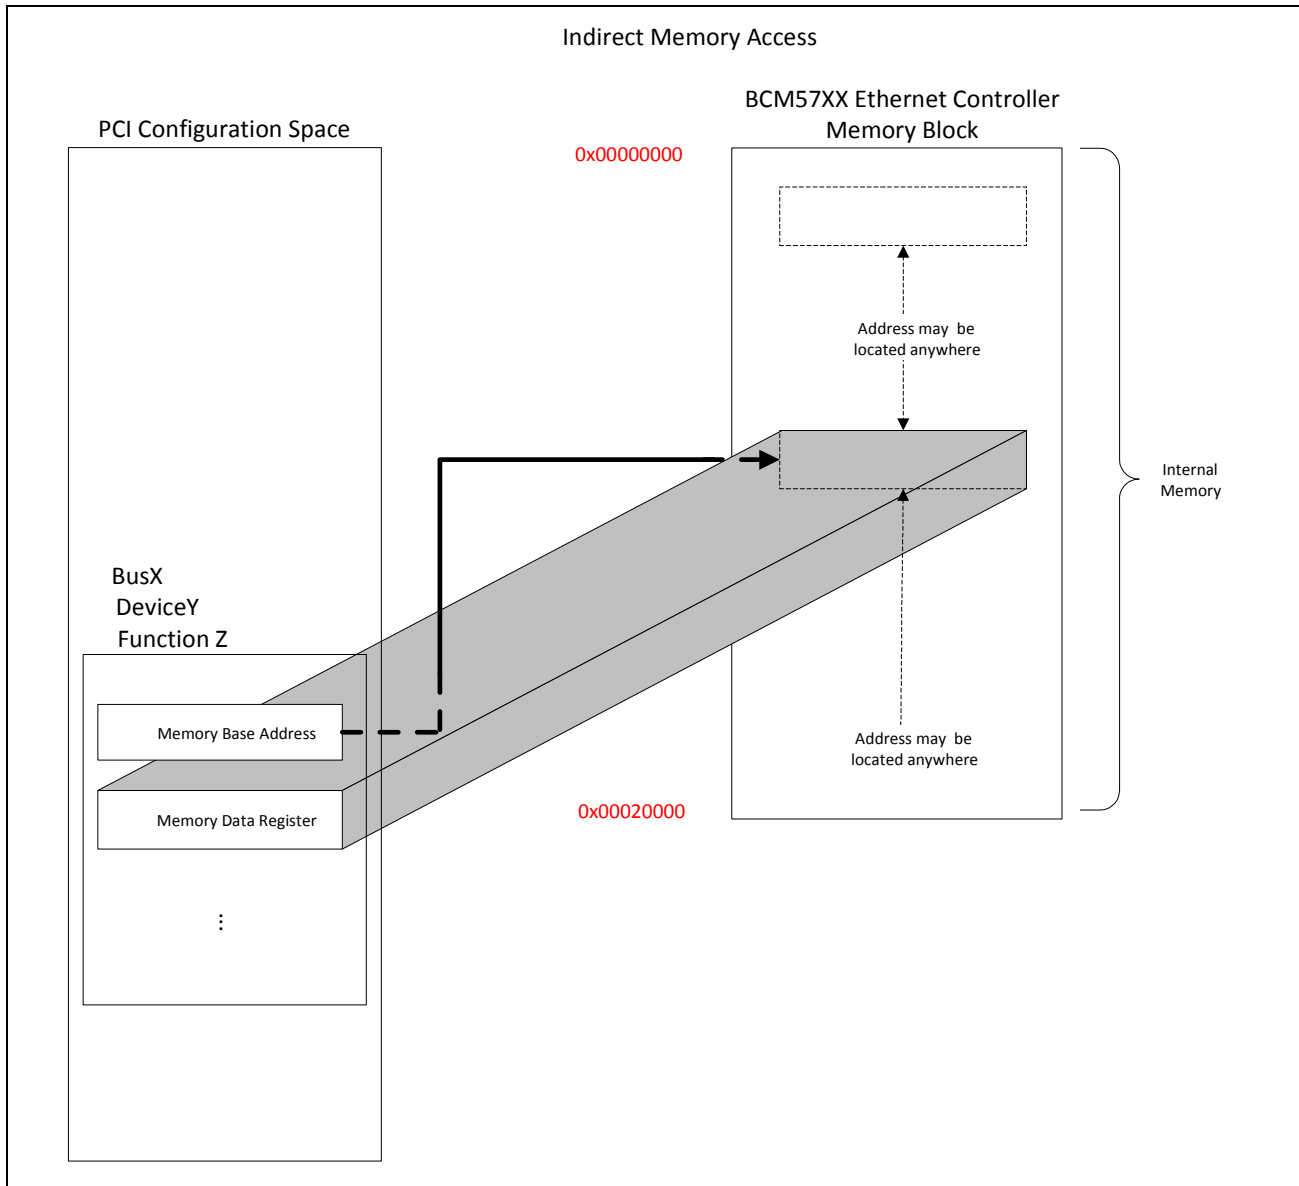 Indirect Memory Access
BCM57XX Ethernet Controller
Memory Block
PCI Configuration Space
0x00000000
Address may  be
located anywhere
Internal
Memory
BusX
DeviceY
Function Z
Memory Base Address
Address may  be
located anywhere
Memory Data Register
0x00020000
...